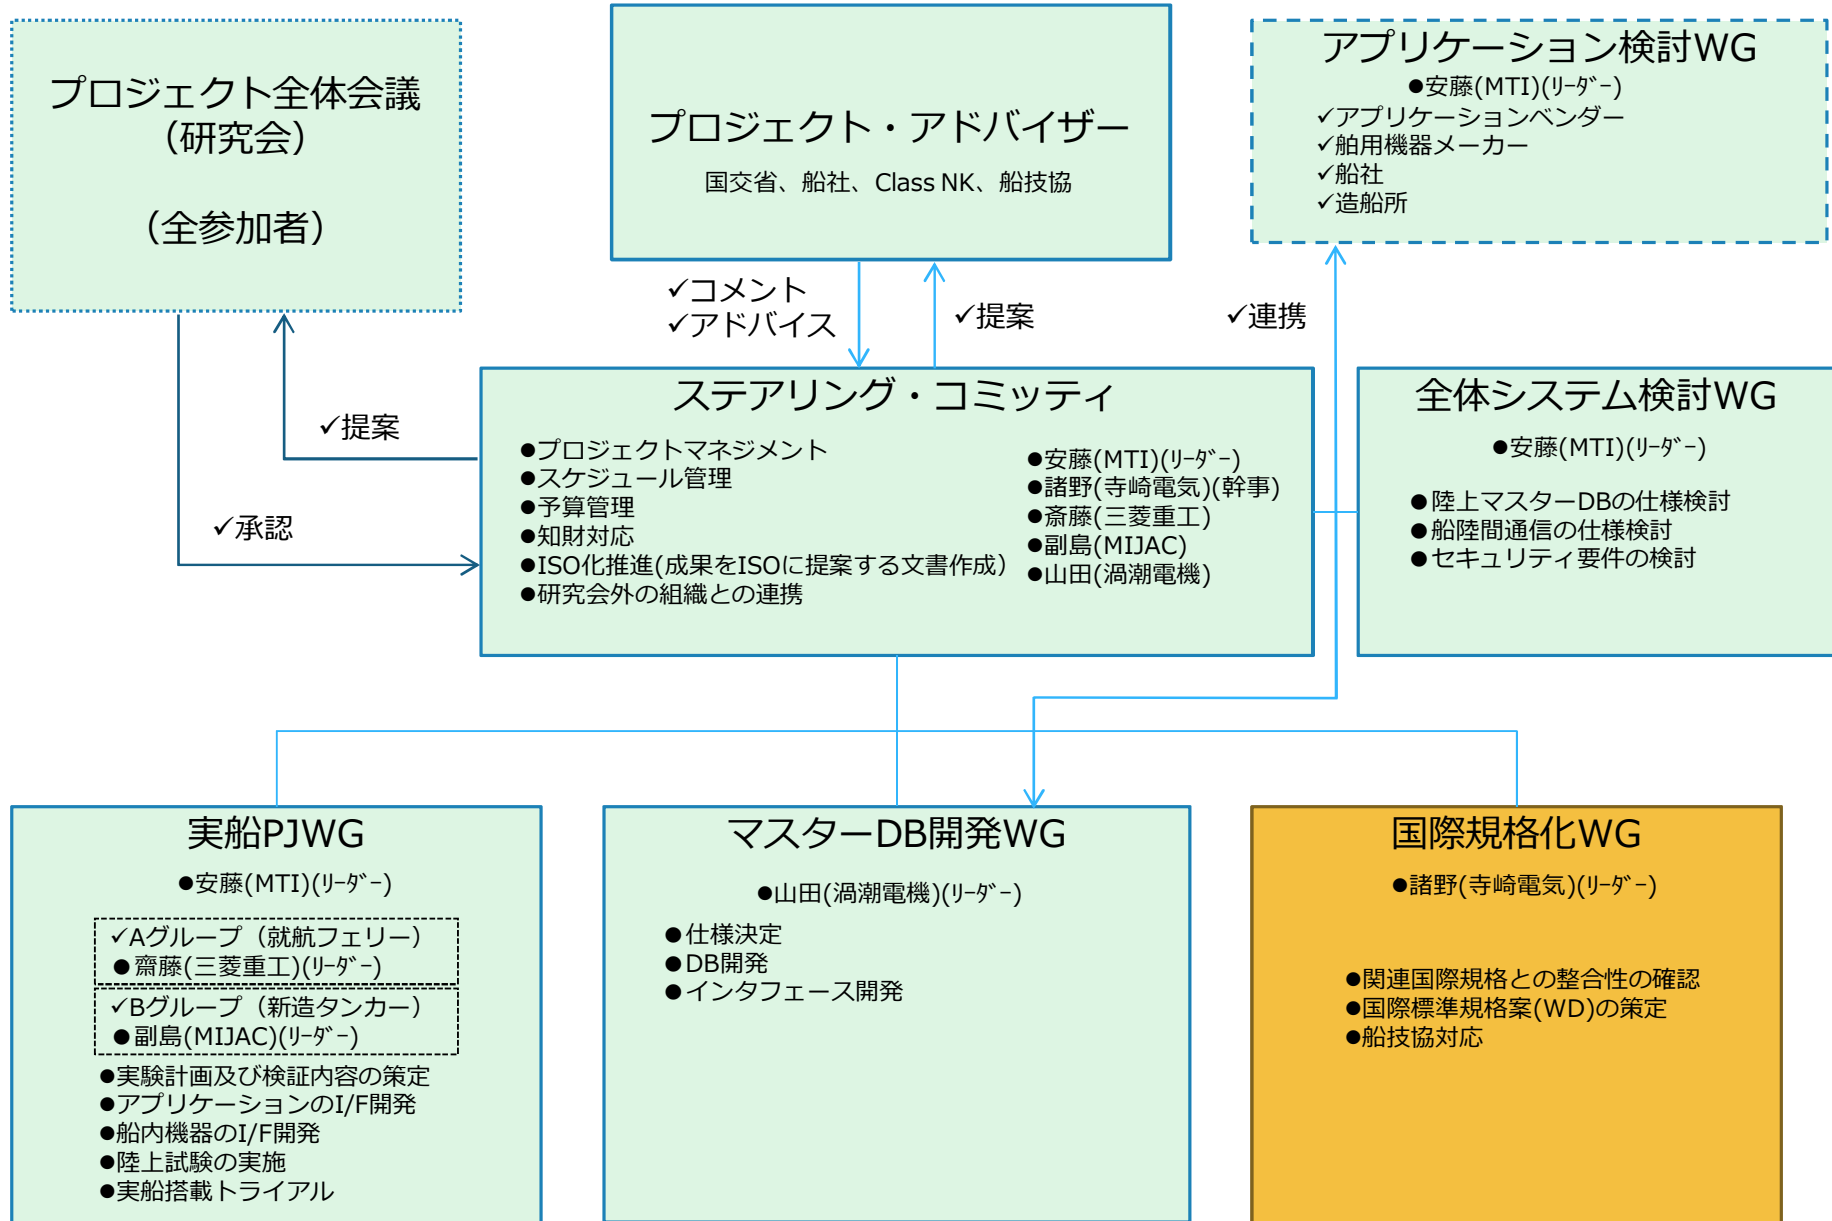 プロジェクト全体会議
（研究会）
（全参加者）
プロジェクト・アドバイザー
国交省、船社、Class NK、船技協
アプリケーション検討WG
●安藤(MTI)(ﾘｰﾀﾞｰ)
✓アプリケーションベンダー
✓舶用機器メーカー
✓船社
✓造船所
✓コメント
✓アドバイス
✓提案
✓連携
✓提案
✓承認
ステアリング・コミッティ
●プロジェクトマネジメント
●スケジュール管理
●予算管理
●知財対応
●ISO化推進(成果をISOに提案する文書作成）
●研究会外の組織との連携
●安藤(MTI)(ﾘｰﾀﾞｰ)
●諸野(寺崎電気)(幹事)
●斎藤(三菱重工)
●副島(MIJAC)
●山田(渦潮電機)
全体システム検討WG
●安藤(MTI)(ﾘｰﾀﾞｰ)
●陸上マスターDBの仕様検討
●船陸間通信の仕様検討
●セキュリティ要件の検討
実船PJWG
●安藤(MTI)(ﾘｰﾀﾞｰ)
✓Aグループ（就航フェリー）
●齋藤(三菱重工)(ﾘｰﾀﾞｰ)
✓Bグループ（新造タンカー）
●副島(MIJAC)(ﾘｰﾀﾞｰ)
●実験計画及び検証内容の策定
●アプリケーションのI/F開発
●船内機器のI/F開発
●陸上試験の実施
●実船搭載トライアル
マスターDB開発WG
●山田(渦潮電機)(ﾘｰﾀﾞｰ)
●仕様決定
●DB開発
●インタフェース開発
国際規格化WG
●諸野(寺崎電気)(ﾘｰﾀﾞｰ)
●関連国際規格との整合性の確認
●国際標準規格案(WD)の策定
●船技協対応